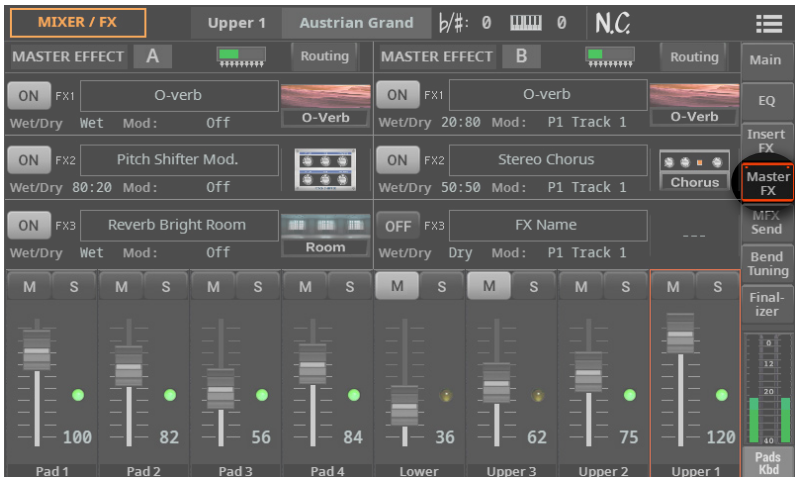 MIXER / FX Upper 1 Austrian Grand b/#: 0 0 N.C.
MASTER EFFECT A Routing MASTER EFFECT B Routing Main
ON FX1 O-verb O-Verb ON FX1 O-verb O-Verb EQ
Wet/Dry Wet Mod: Off Wet/Dry 20:80 Mod: P1 Track 1
Insert
FX
ON FX2 Pitch Shifter Mod. ON FX2 Stereo Chorus Chorus
Wet/Dry 80:20 Mod: Off Wet/Dry 50:50 Mod: P1 Track 1
Master
FX
ON FX3 Reverb Bright Room Room OFF FX3 FX Name ---
Wet/Dry Wet Mod: Off Wet/Dry Dry Mod: P1 Track 1
MFX
Send
Bend
Tuning
M S M S M S M S M S M S M S M S
Final-
izer
0
12
20
40
100 82 56 84 36 62 75 120
Pad 1 Pad 2 Pad 3 Pad 4 Lower Upper 3 Upper 2 Upper 1
Pads
Kbd